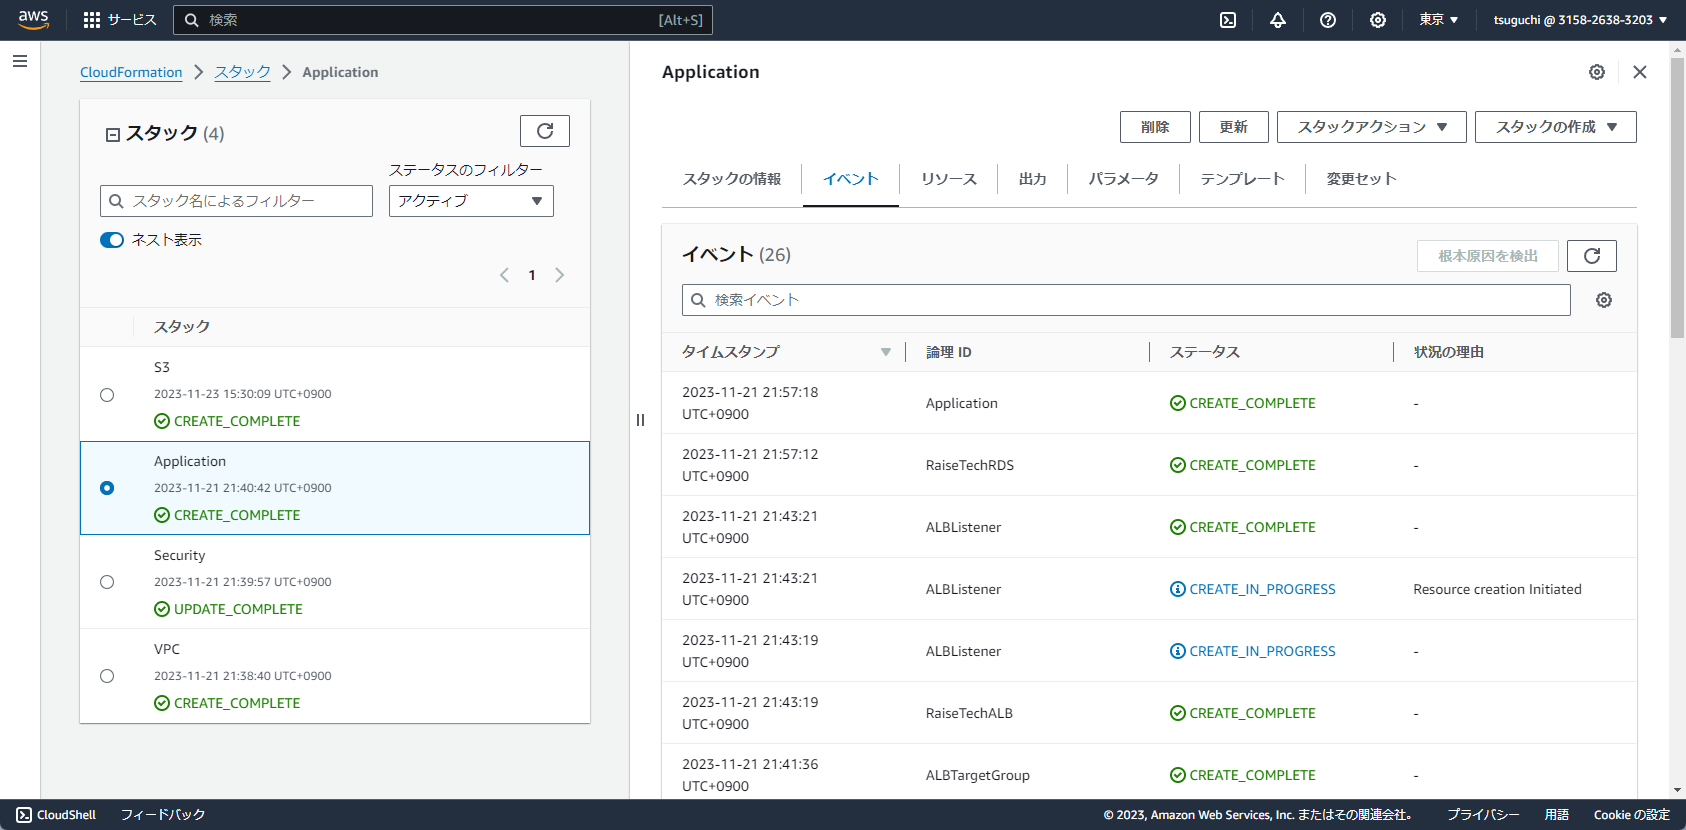 aws サービス 検索 [Alt+S] 東京 ▼ tsuguchi @ 3158-2638-3203 ▼
CloudFormation > スタック > Application
スタック (4)
ステータスのフィルター
スタック名によるフィルター アクティブ ▼
ネスト表示
< 1 >
スタック
S3
2023-11-23 15:30:09 UTC+0900
CREATE_COMPLETE
Application
2023-11-21 21:40:42 UTC+0900
CREATE_COMPLETE
Security
2023-11-21 21:39:57 UTC+0900
UPDATE_COMPLETE
VPC
2023-11-21 21:38:40 UTC+0900
CREATE_COMPLETE
Application
削除 更新 スタックアクション ▼ スタックの作成 ▼
スタックの情報 イベント リソース 出力 パラメータ テンプレート 変更セット
イベント (26) 根本原因を検出
検索イベント
タイムスタンプ ▼ 論理 ID ステータス 状況の理由
2023-11-21 21:57:18 UTC+0900 Application CREATE_COMPLETE -
2023-11-21 21:57:12 UTC+0900 RaiseTechRDS CREATE_COMPLETE -
2023-11-21 21:43:21 UTC+0900 ALBListener CREATE_COMPLETE -
2023-11-21 21:43:21 UTC+0900 ALBListener CREATE_IN_PROGRESS Resource creation Initiated
2023-11-21 21:43:19 UTC+0900 ALBListener CREATE_IN_PROGRESS -
2023-11-21 21:43:19 UTC+0900 RaiseTechALB CREATE_COMPLETE -
2023-11-21 21:41:36 UTC+0900 ALBTargetGroup CREATE_COMPLETE -
CloudShell フィードバック © 2023, Amazon Web Services, Inc. またはその関連会社。 プライバシー 用語 Cookie の設定